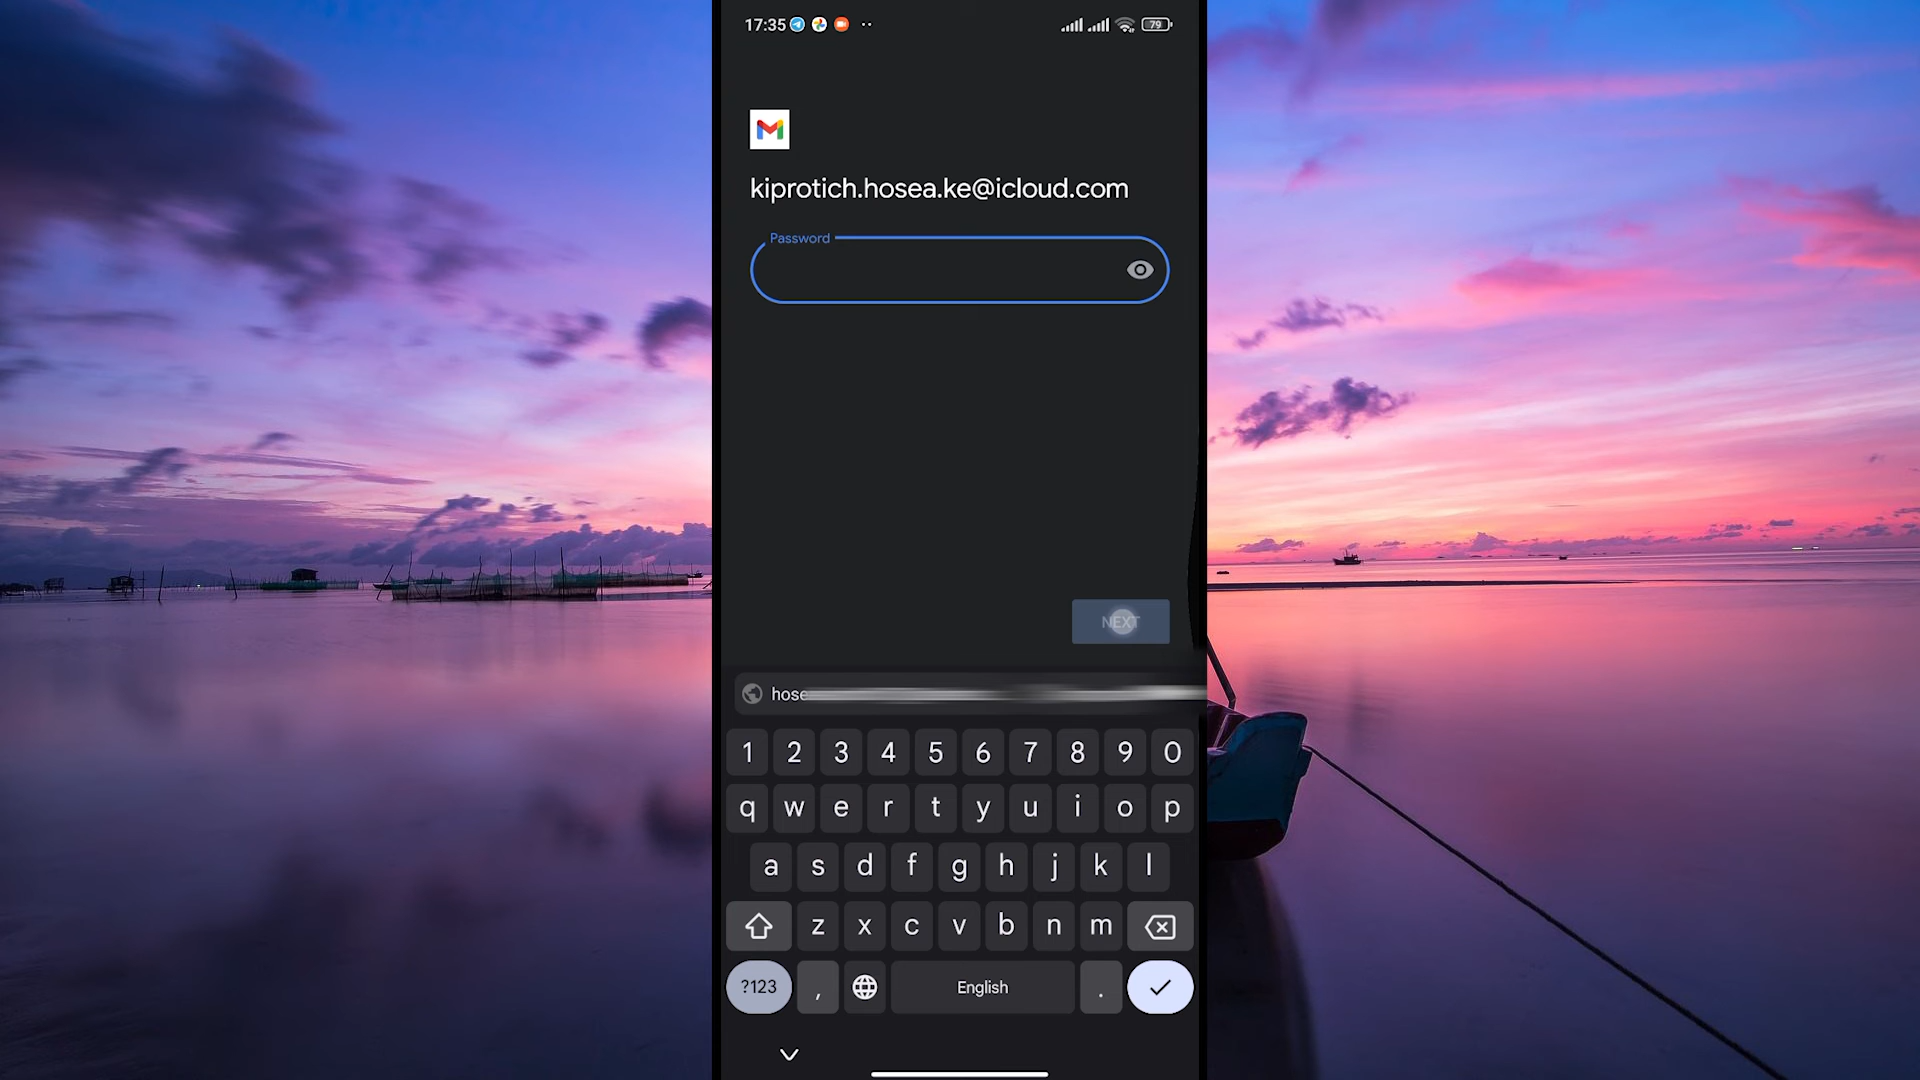 17:35
79
kiprotich.hosea.ke@icloud.com
Password
NEXT
1 2 3 4 5 6 7 8 9 0
q w e r t y u i o p
a s d f g h j k l
z x c v b n m
?123 , English .